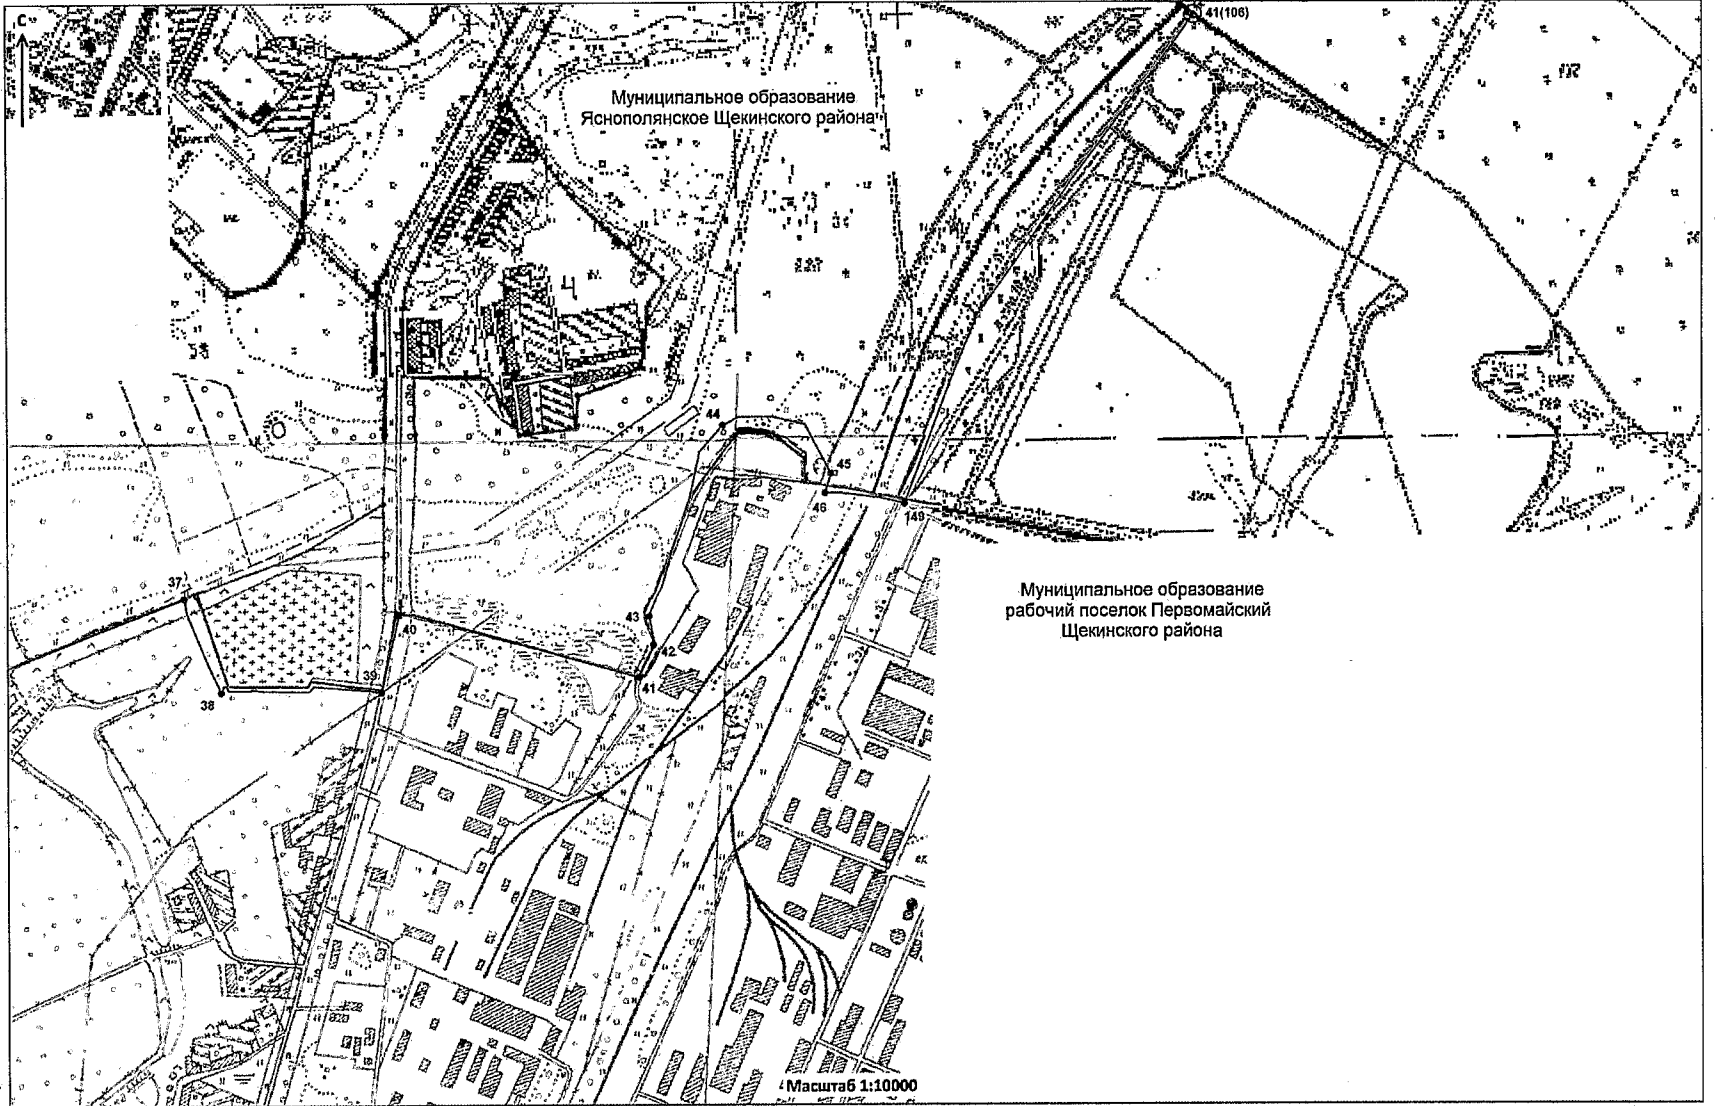 С
41(106)
Муниципальное образование
Яснополянское Щекинского района
44
45
46
149
37
Муниципальное образование
рабочий поселок Первомайский
Щекинского района
43
40
42
39
41
38
Масштаб 1:10000